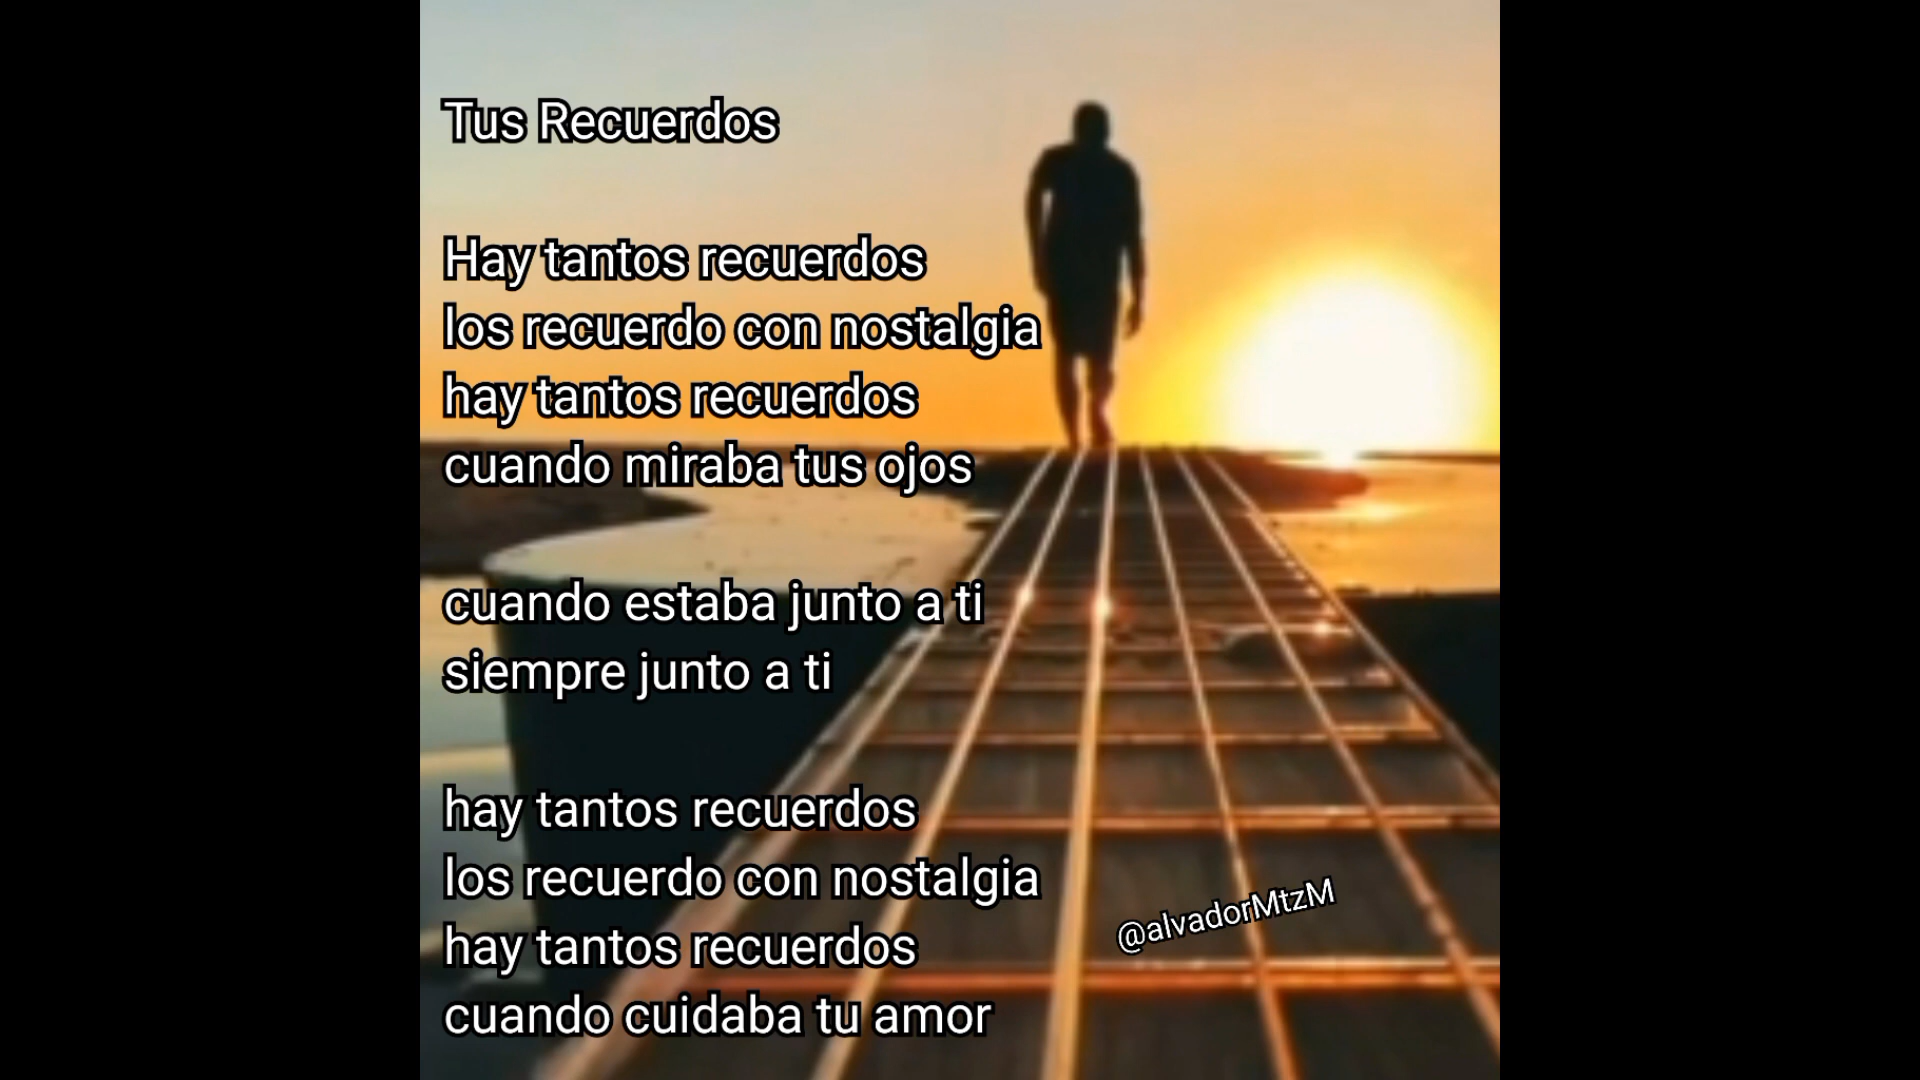 Tus Recuerdos
Hay tantos recuerdos
los recuerdo con nostalgia
hay tantos recuerdos
cuando miraba tus ojos
cuando estaba junto a ti
siempre junto a ti
hay tantos recuerdos
los recuerdo con nostalgia
hay tantos recuerdos
cuando cuidaba tu amor
@alvadorMtzM